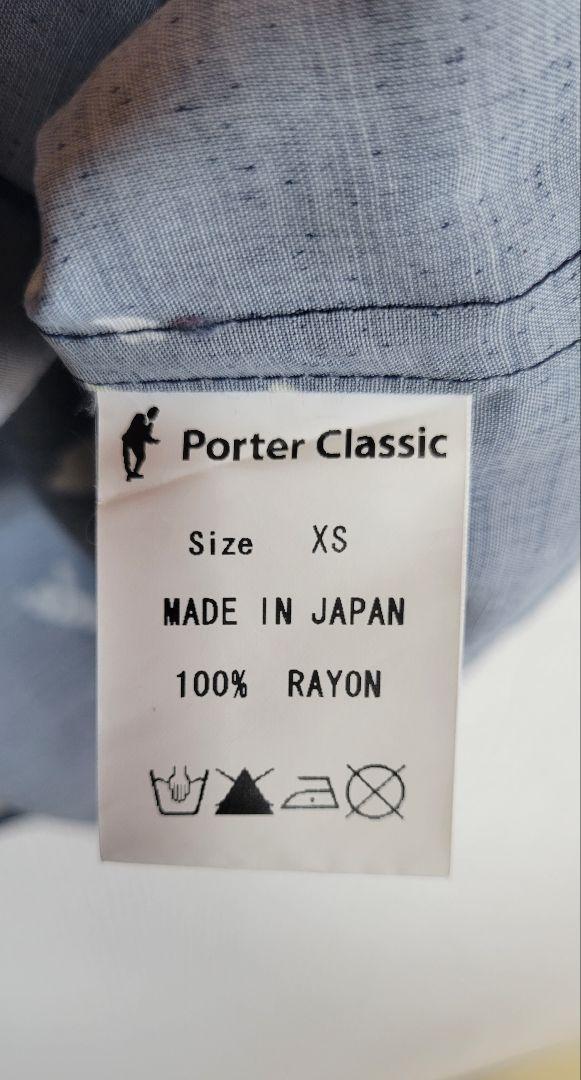 Porter Classic
Size XS
MADE IN JAPAN
100% RAYON